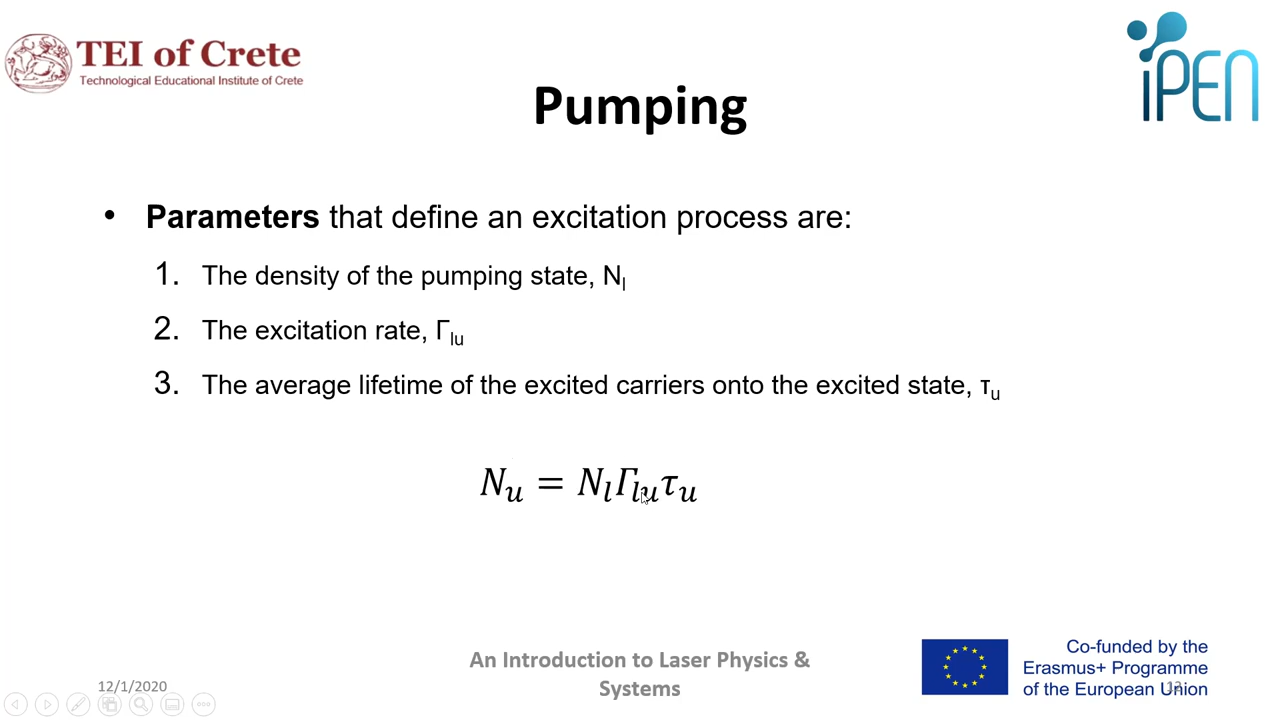 TEI of Crete
Technological Educational Institute of Crete
iPEN
Pumping
• Parameters that define an excitation process are:
1. The density of the pumping state, Nₗ
2. The excitation rate, Γₗᵤ
3. The average lifetime of the excited carriers onto the excited state, τᵤ
𝑁ᵤ = 𝑁ₗ𝛤ₗᵤ𝜏ᵤ
An Introduction to Laser Physics &
Systems
Co-funded by the
Erasmus+ Programme
of the European Union
12/1/2020